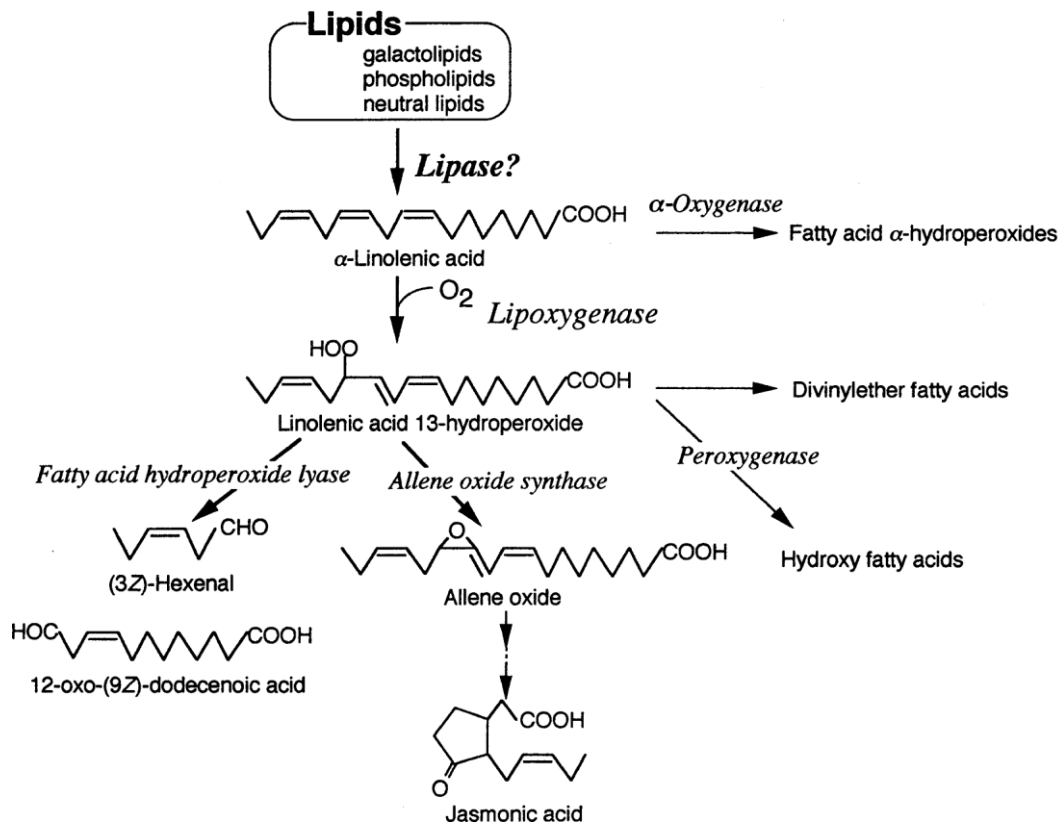 Lipids
galactolipids
phospholipids
neutral lipids
Lipase?
COOH
α-Linolenic acid
α-Oxygenase
Fatty acid α-hydroperoxides
O2
Lipoxygenase
HOO
COOH
Linolenic acid 13-hydroperoxide
Divinylether fatty acids
Peroxygenase
Hydroxy fatty acids
Fatty acid hydroperoxide lyase
Allene oxide synthase
CHO
(3Z)-Hexenal
O
COOH
Allene oxide
HOC
COOH
12-oxo-(9Z)-dodecenoic acid
COOH
O
Jasmonic acid